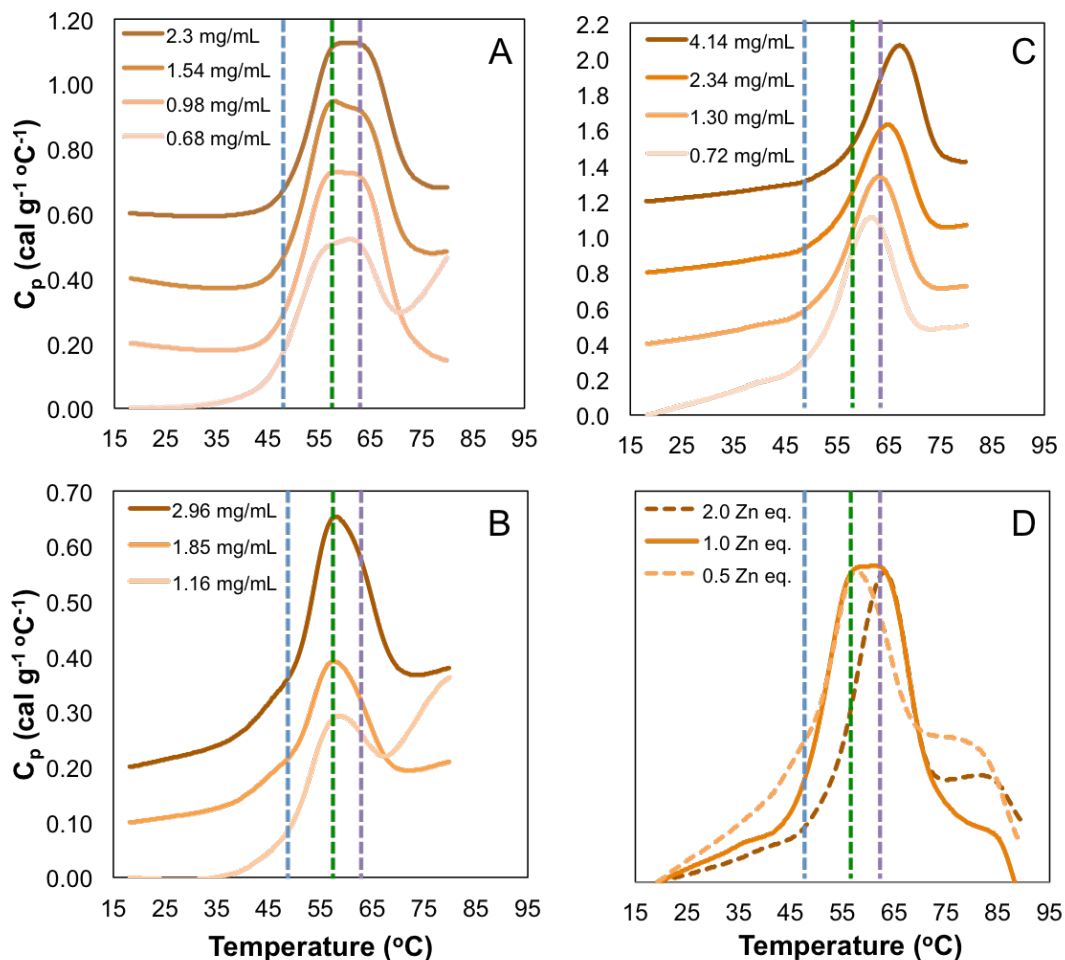 A
2.3 mg/mL
1.54 mg/mL
0.98 mg/mL
0.68 mg/mL
Cp (cal g-1 oC-1)
1.20
1.00
0.80
0.60
0.40
0.20
0.00
15 25 35 45 55 65 75 85 95
C
4.14 mg/mL
2.34 mg/mL
1.30 mg/mL
0.72 mg/mL
2.2
2.0
1.8
1.6
1.4
1.2
1.0
0.8
0.6
0.4
0.2
0.0
15 25 35 45 55 65 75 85 95
B
2.96 mg/mL
1.85 mg/mL
1.16 mg/mL
Cp (cal g-1 oC-1)
0.70
0.60
0.50
0.40
0.30
0.20
0.10
0.00
15 25 35 45 55 65 75 85 95
Temperature (oC)
D
2.0 Zn eq.
1.0 Zn eq.
0.5 Zn eq.
15 25 35 45 55 65 75 85 95
Temperature (oC)